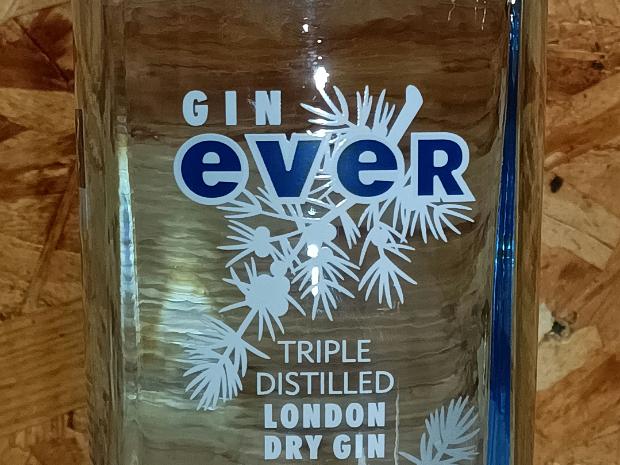 GIN
eveR
TRIPLE
DISTILLED
LONDON
DRY GIN